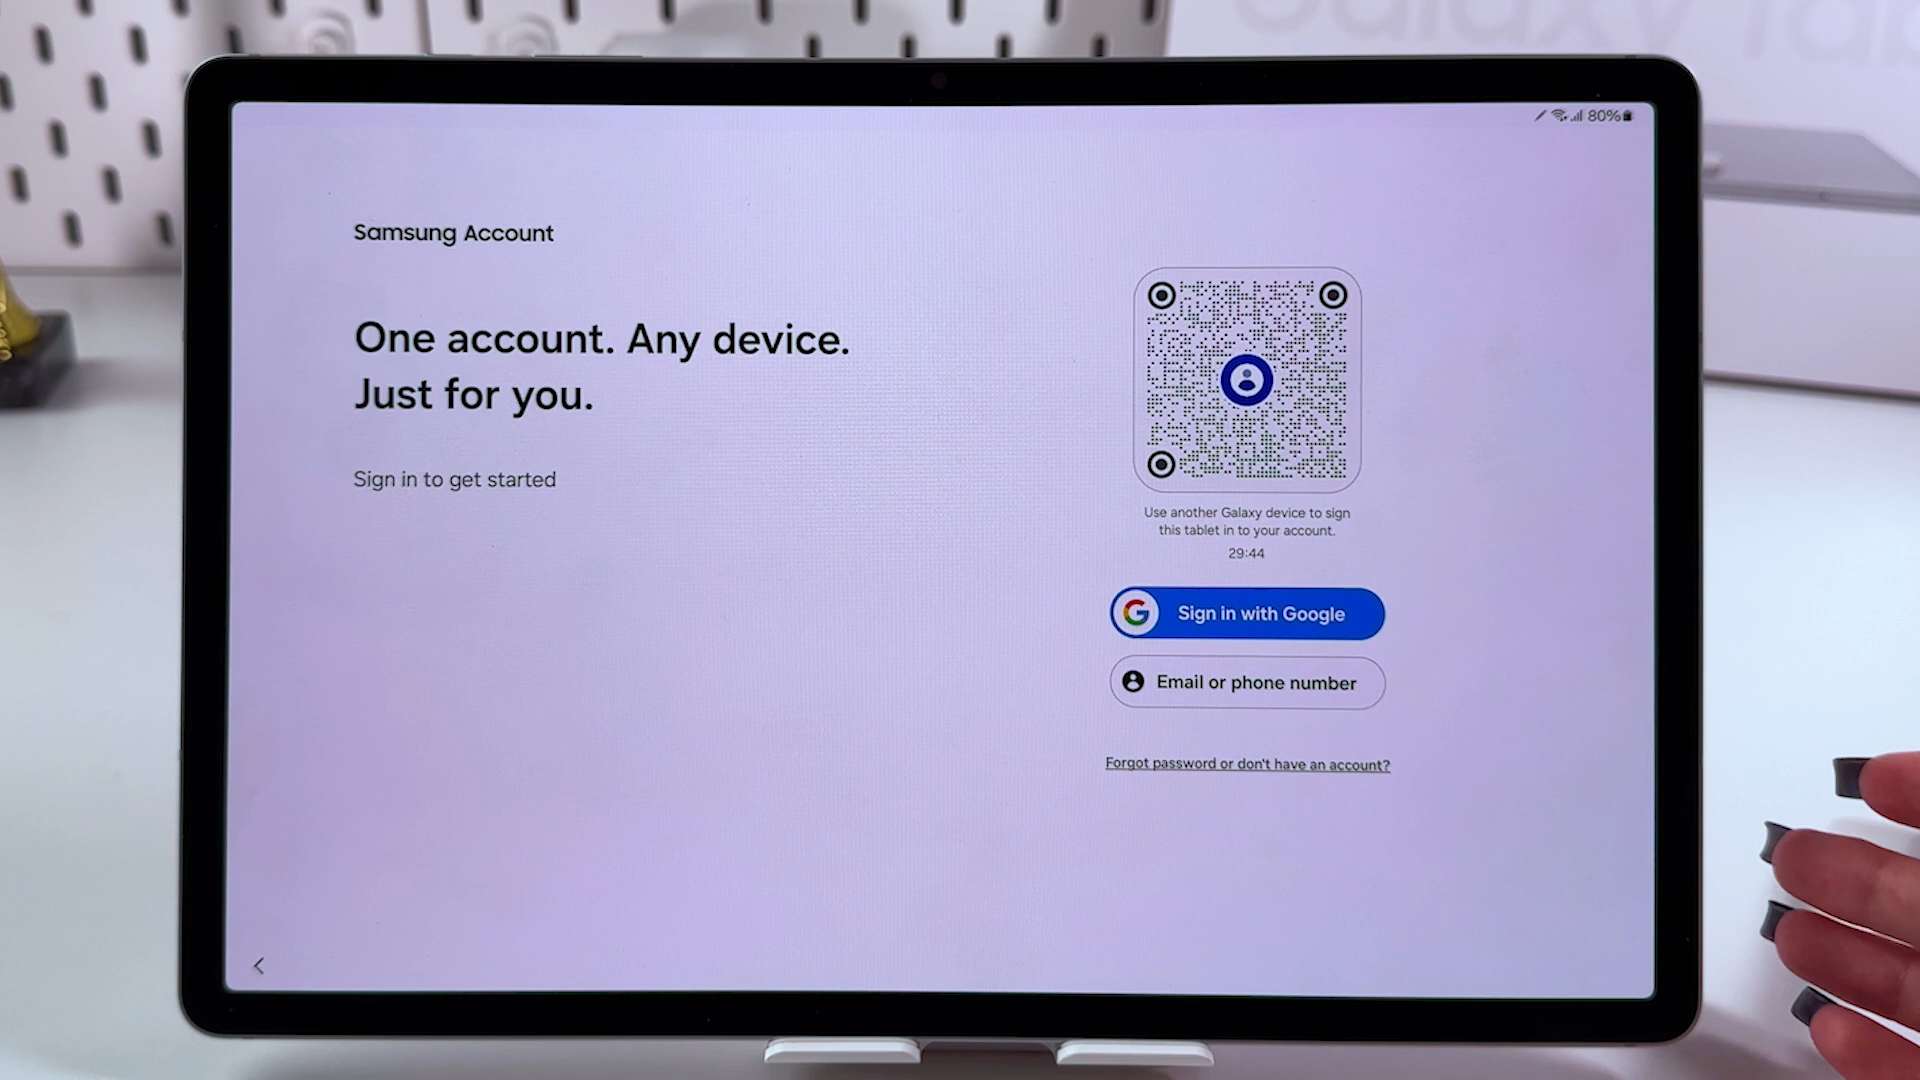 Galaxy Tab
80%
Samsung Account
One account. Any device.
Just for you.
Sign in to get started
Use another Galaxy device to sign
this tablet in to your account.
29:44
G Sign in with Google
Email or phone number
Forgot password or don't have an account?